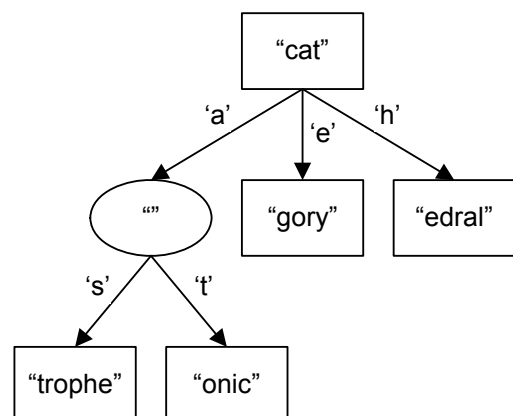 “cat”
‘a’ ‘e’ ‘h’
“” “gory” “edral”
‘s’ ‘t’
“trophe” “onic”